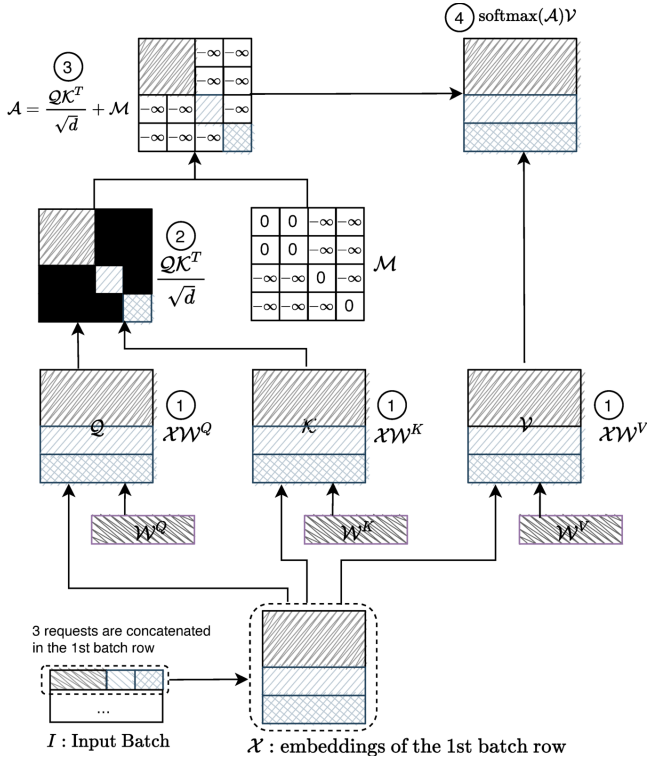 ④ softmax(𝒜)𝒱
③
𝒜 = 𝒬𝒦^T / √d + ℳ
−∞ −∞
−∞ −∞
−∞ −∞ −∞
−∞ −∞ −∞
②
𝒬𝒦^T / √d
0 0 −∞ −∞
0 0 −∞ −∞
−∞ −∞ 0 −∞
−∞ −∞ −∞ 0
ℳ
𝒬
①
𝒳𝒲^Q
𝒦
①
𝒳𝒲^K
𝒱
①
𝒳𝒲^V
𝒲^Q
𝒲^K
𝒲^V
3 requests are concatenated
in the 1st batch row
...
I : Input Batch
𝒳 : embeddings of the 1st batch row